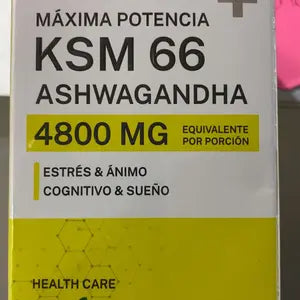 MÁXIMA POTENCIA
KSM 66
ASHWAGANDHA
4800 MG
EQUIVALENTE
POR PORCIÓN
ESTRÉS & ÁNIMO
COGNITIVO & SUEÑO
HEALTH CARE